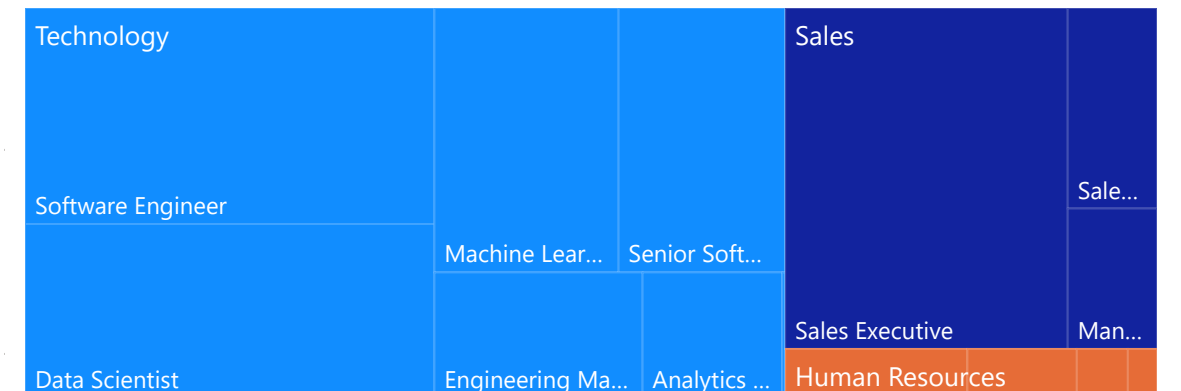 Technology
Software Engineer
Data Scientist
Machine Lear...
Senior Soft...
Engineering Ma...
Analytics ...
Sales
Sales Executive
Sale...
Man...
Human Resources